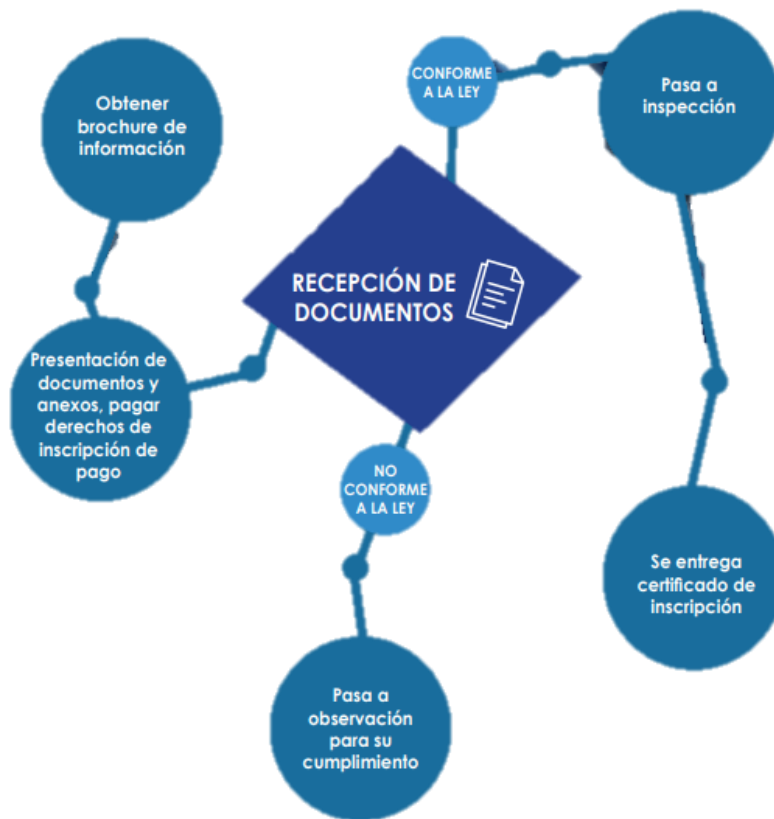 Obtener
brochure de
información
Presentación de
documentos y
anexos, pagar
derechos de
inscripción de
pago
RECEPCIÓN DE
DOCUMENTOS
CONFORME
A LA LEY
Pasa a
inspección
Se entrega
certificado de
inscripción
NO
CONFORME
A LA LEY
Pasa a
observación
para su
cumplimiento